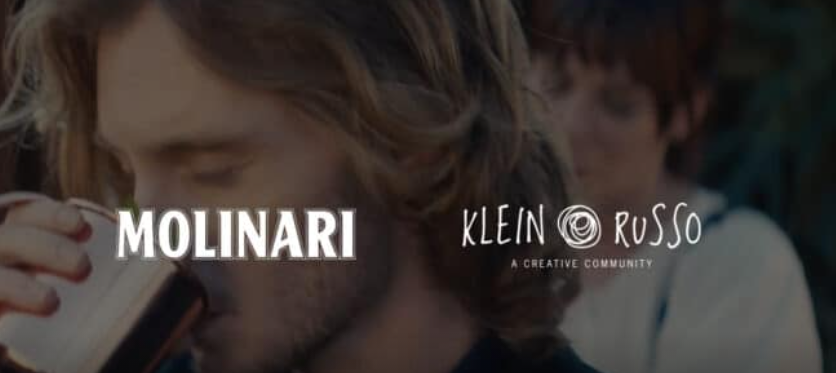 MOLINARI
KLEIN RUSSO
A CREATIVE COMMUNITY